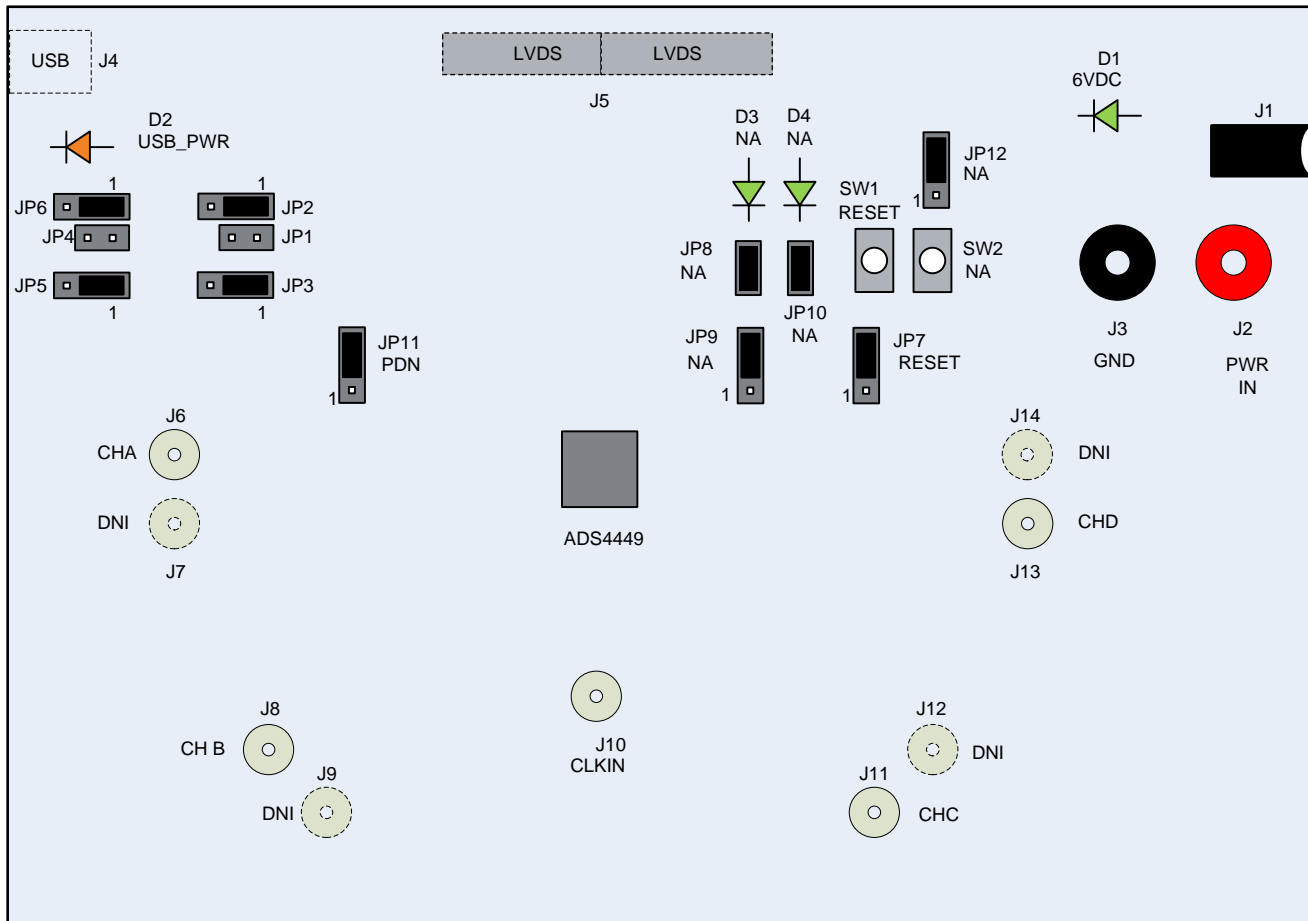 USB
J4
LVDS
LVDS
J5
D1
6VDC
J1
D2
USB_PWR
D3
NA
D4
NA
JP12
NA
1
SW1
RESET
SW2
NA
1
JP6
1
JP2
JP4
JP1
JP5
1
JP3
1
JP8
NA
JP10
NA
JP11
PDN
1
JP9
NA
1
JP7
RESET
1
J3
GND
J2
PWR
IN
J6
CHA
DNI
J7
ADS4449
J14
DNI
CHD
J13
J8
CH B
J9
DNI
J10
CLKIN
J12
DNI
J11
CHC